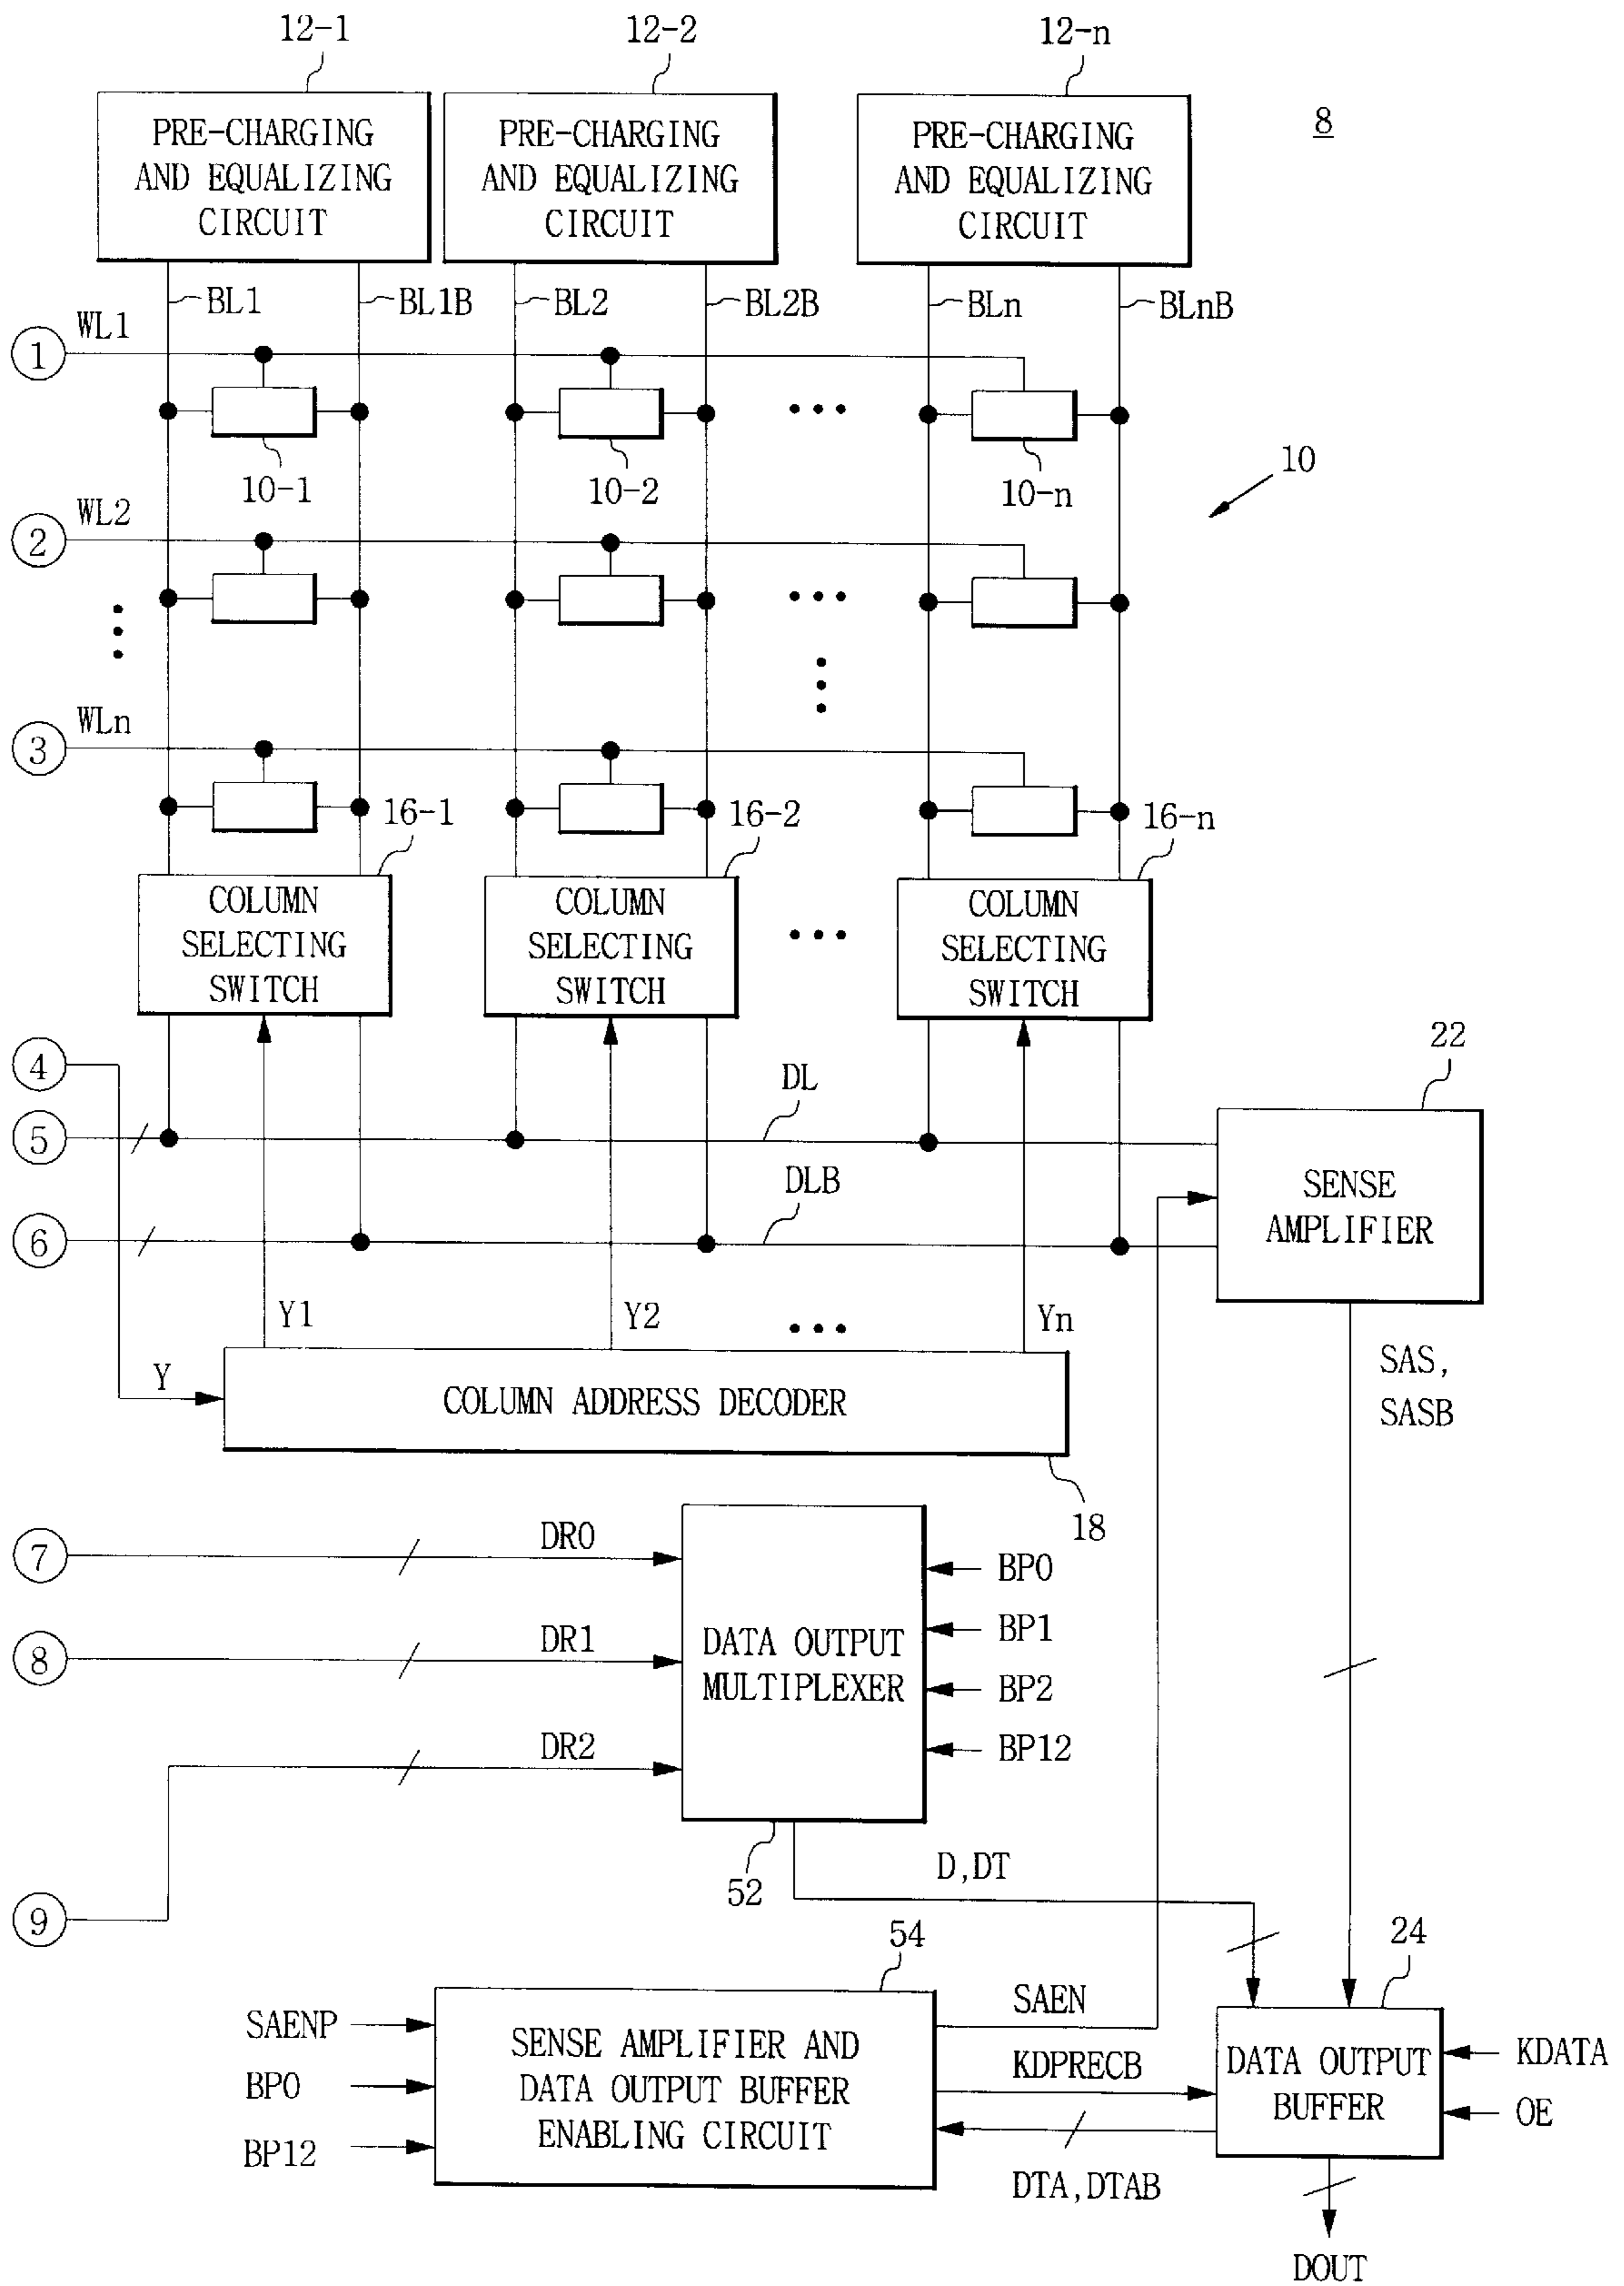 12-1
12-2
12-n
8
PRE-CHARGING
AND EQUALIZING
CIRCUIT
PRE-CHARGING
AND EQUALIZING
CIRCUIT
PRE-CHARGING
AND EQUALIZING
CIRCUIT
BL1
BL1B
BL2
BL2B
BLn
BLnB
1
WL1
10-1
10-2
10-n
10
2
WL2
3
WLn
16-1
16-2
16-n
COLUMN
SELECTING
SWITCH
COLUMN
SELECTING
SWITCH
COLUMN
SELECTING
SWITCH
4
5
DL
22
6
DLB
SENSE
AMPLIFIER
Y1
Y2
Yn
Y
COLUMN ADDRESS DECODER
18
SAS,
SASB
7
DR0
8
DR1
DR2
9
DATA OUTPUT
MULTIPLEXER
BP0
BP1
BP2
BP12
52
D,DT
54
24
SAENP
BP0
BP12
SENSE AMPLIFIER AND
DATA OUTPUT BUFFER
ENABLING CIRCUIT
SAEN
KDPRECB
DTA,DTAB
DATA OUTPUT
BUFFER
KDATA
OE
DOUT